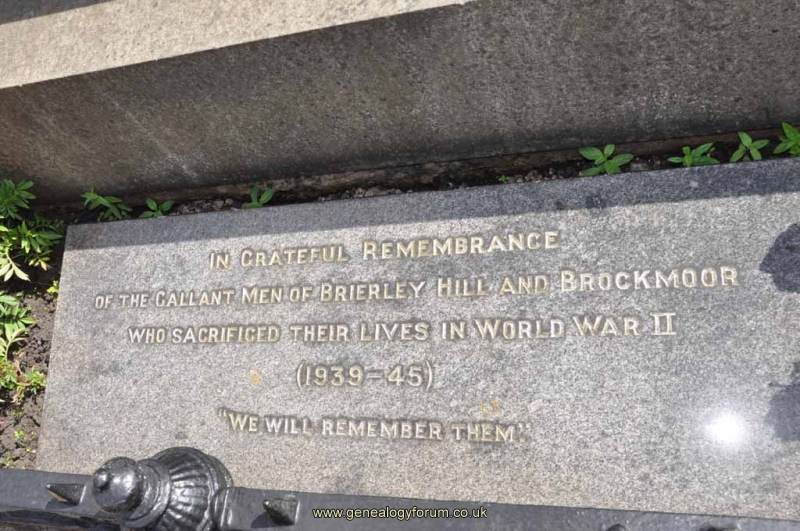 In Grateful Remembrance
of the Gallant Men of Brierley Hill and Brockmoor
who sacrificed their lives in World War II
(1939-45)
"We will remember them".
www.genealogyforum.co.uk